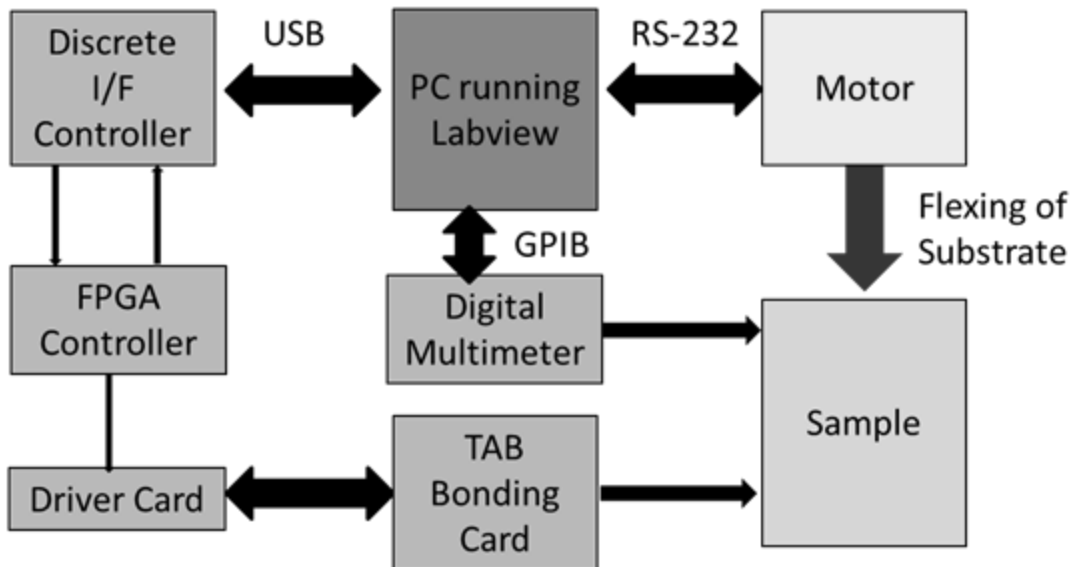 Discrete
I/F
Controller
USB
PC running
Labview
RS-232
Motor
Flexing of
Substrate
GPIB
FPGA
Controller
Digital
Multimeter
Sample
Driver Card
TAB
Bonding
Card